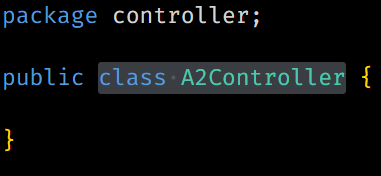 package controller;
public class A2Controller {
}